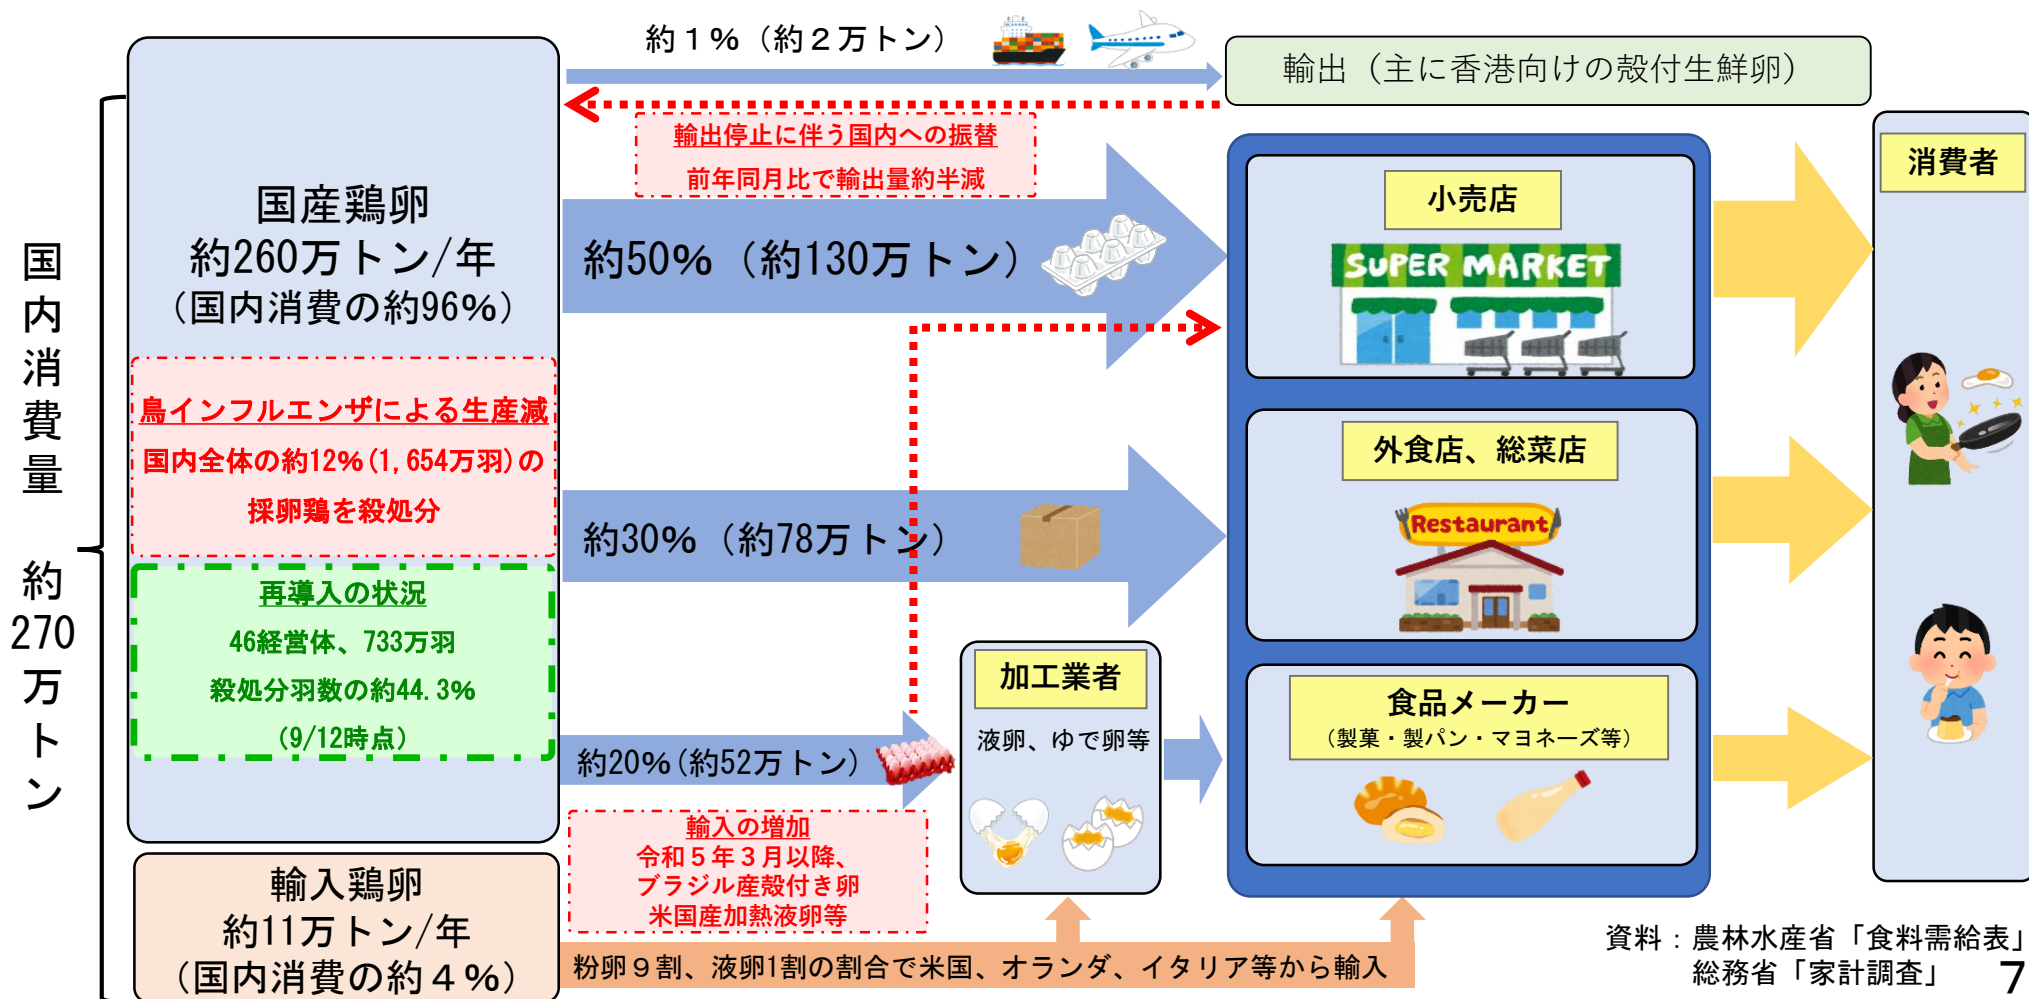 約１％（約２万トン）
輸出（主に香港向けの殻付生鮮卵）
輸出停止に伴う国内への振替
前年同月比で輸出量約半減
国内消費量　約270万トン
国産鶏卵
約260万トン/年
（国内消費の約96%）
鳥インフルエンザによる生産減
国内全体の約12%(1,654万羽)の
採卵鶏を殺処分
再導入の状況
46経営体、733万羽
殺処分羽数の約44.3%
（9/12時点）
輸入鶏卵
約11万トン/年
（国内消費の約４%）
約50%（約130万トン）
約30%（約78万トン）
約20%(約52万トン)
輸入の増加
令和５年３月以降、
ブラジル産殻付き卵
米国産加熱液卵等
粉卵９割、液卵1割の割合で米国、オランダ、イタリア等から輸入
加工業者
液卵、ゆで卵等
小売店
SUPER MARKET
外食店、総菜店
Restaurant
食品メーカー
（製菓・製パン・マヨネーズ等）
消費者
資料：農林水産省「食料需給表」
総務省「家計調査」
7